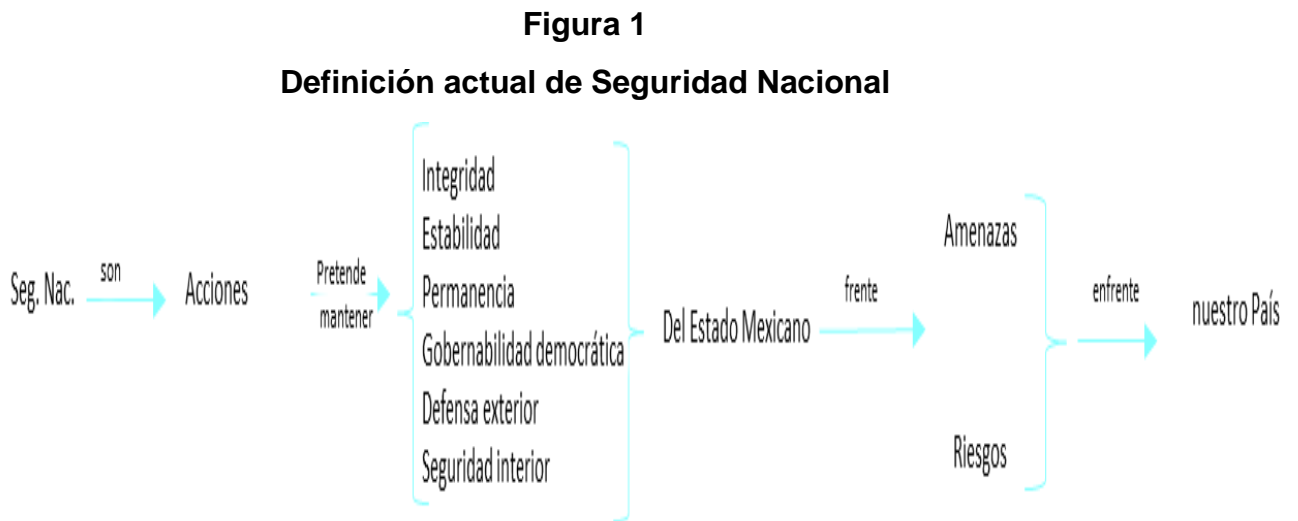 Figura 1
Definición actual de Seguridad Nacional
Seg. Nac.
son
Acciones
Pretende
mantener
Integridad
Estabilidad
Permanencia
Gobernabilidad democrática
Defensa exterior
Seguridad interior
Del Estado Mexicano
frente
Amenazas
Riesgos
enfrente
nuestro País